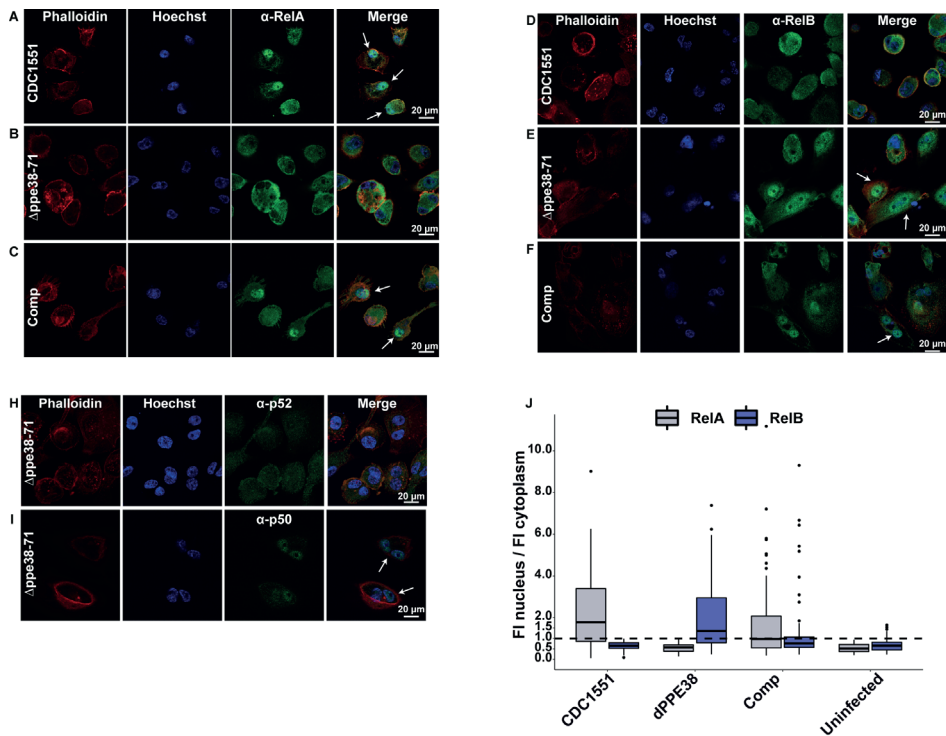 A
Phalloidin Hoechst α-RelA Merge
CDC1551
20 µm
B
Δppe38-71
20 µm
C
Comp
20 µm
D
Phalloidin Hoechst α-RelB Merge
CDC1551
20 µm
E
Δppe38-71
20 µm
F
Comp
20 µm
H
Phalloidin Hoechst α-p52 Merge
Δppe38-71
20 µm
I
α-p50
Δppe38-71
20 µm
J
RelA RelB
FI nucleus / FI cytoplasm
10.0
8.0
6.0
4.0
2.0
1.5
1.0
0.5
0.0
CDC1551 dPPE38 Comp Uninfected